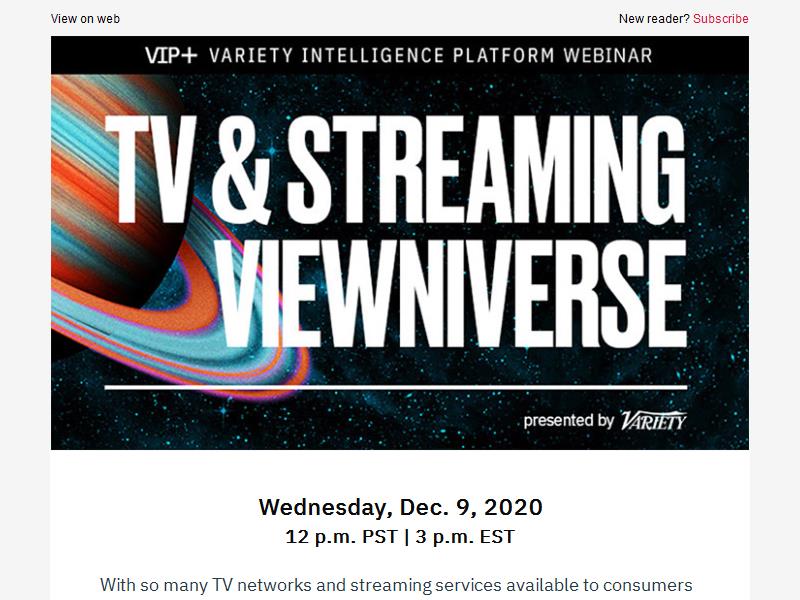 View on web
New reader? Subscribe
VIP+ VARIETY INTELLIGENCE PLATFORM WEBINAR
TV & STREAMING
VIEWNIVERSE
presented by VARIETY
Wednesday, Dec. 9, 2020
12 p.m. PST | 3 p.m. EST
With so many TV networks and streaming services available to consumers